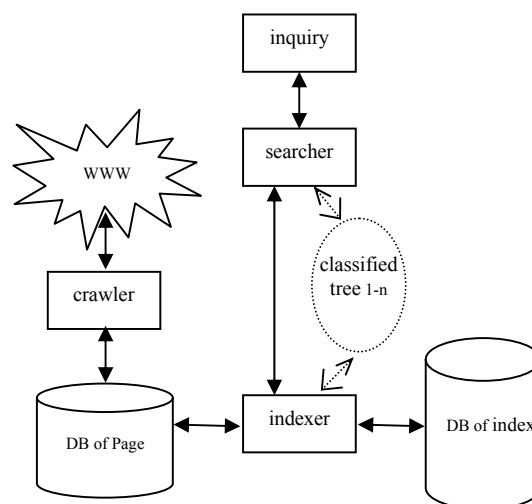 inquiry
searcher
WWW
classified
tree 1-n
crawler
DB of Page
indexer
DB of index